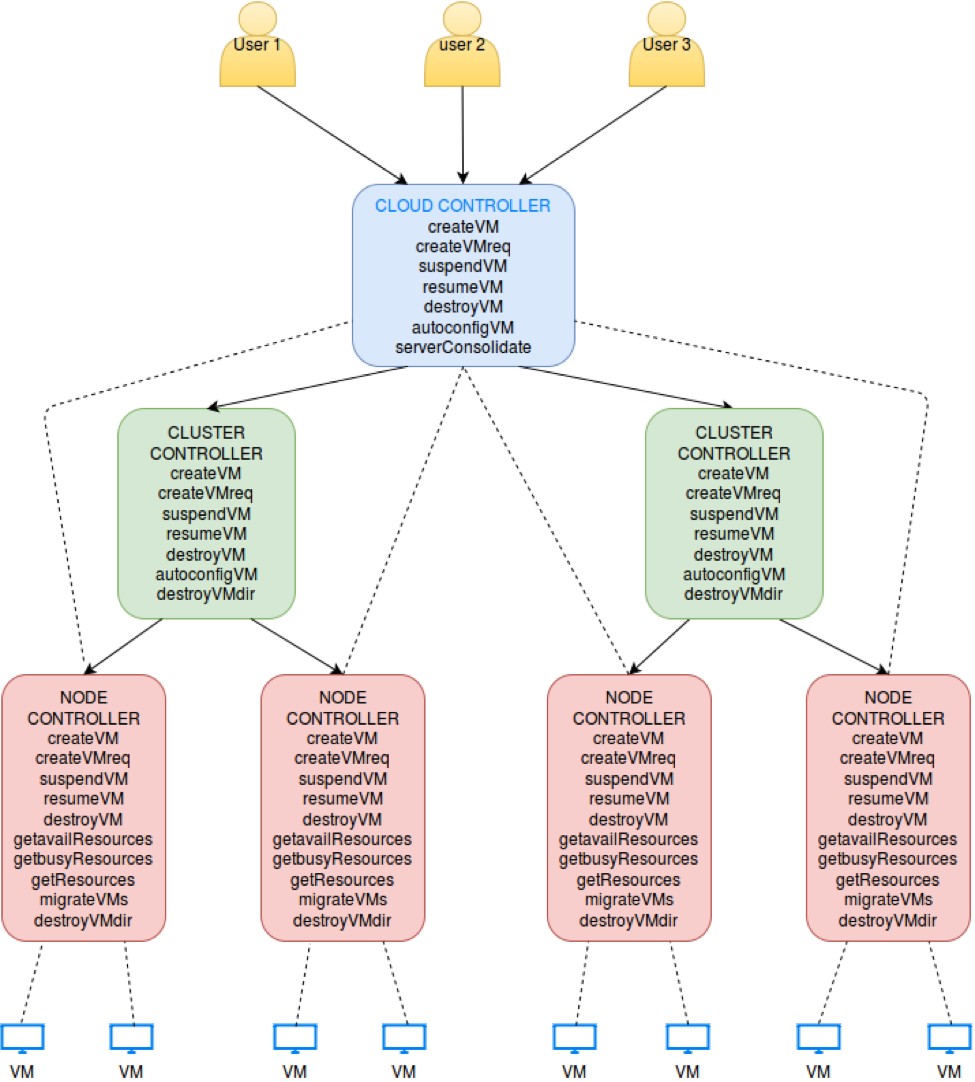 User 1
user 2
User 3
CLOUD CONTROLLER
createVM
createVMreq
suspendVM
resumeVM
destroyVM
autoconfigVM
serverConsolidate
CLUSTER
CONTROLLER
createVM
createVMreq
suspendVM
resumeVM
destroyVM
autoconfigVM
destroyVMdir
CLUSTER
CONTROLLER
createVM
createVMreq
suspendVM
resumeVM
destroyVM
autoconfigVM
destroyVMdir
NODE
CONTROLLER
createVM
createVMreq
suspendVM
resumeVM
destroyVM
getavailResources
getbusyResources
getResources
migrateVMs
destroyVMdir
NODE
CONTROLLER
createVM
createVMreq
suspendVM
resumeVM
destroyVM
getavailResources
getbusyResources
getResources
migrateVMs
destroyVMdir
NODE
CONTROLLER
createVM
createVMreq
suspendVM
resumeVM
destroyVM
getavailResources
getbusyResources
getResources
migrateVMs
destroyVMdir
NODE
CONTROLLER
createVM
createVMreq
suspendVM
resumeVM
destroyVM
getavailResources
getbusyResources
getResources
migrateVMs
destroyVMdir
VM
VM
VM
VM
VM
VM
VM
VM